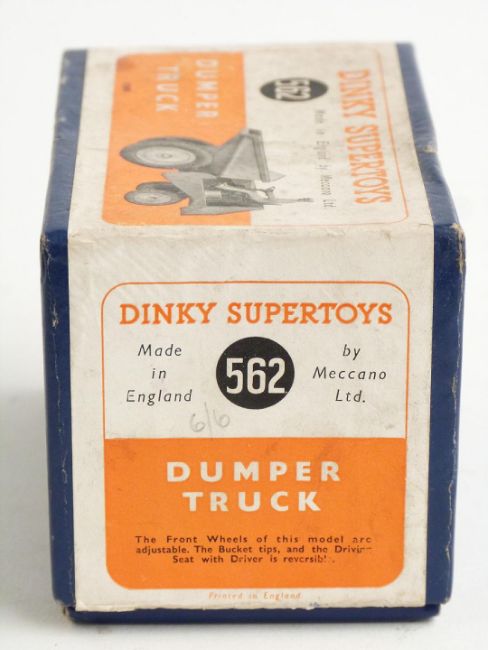 DUMPER
TRUCK
562
DINKY SUPERTOYS
Made in England by Meccano Ltd.
DINKY SUPERTOYS
Made
in
England
562
by
Meccano
Ltd.
6/6
DUMPER
TRUCK
The Front Wheels of this model are
adjustable. The Bucket tips, and the Driving
Seat with Driver is reversible.
Printed in England